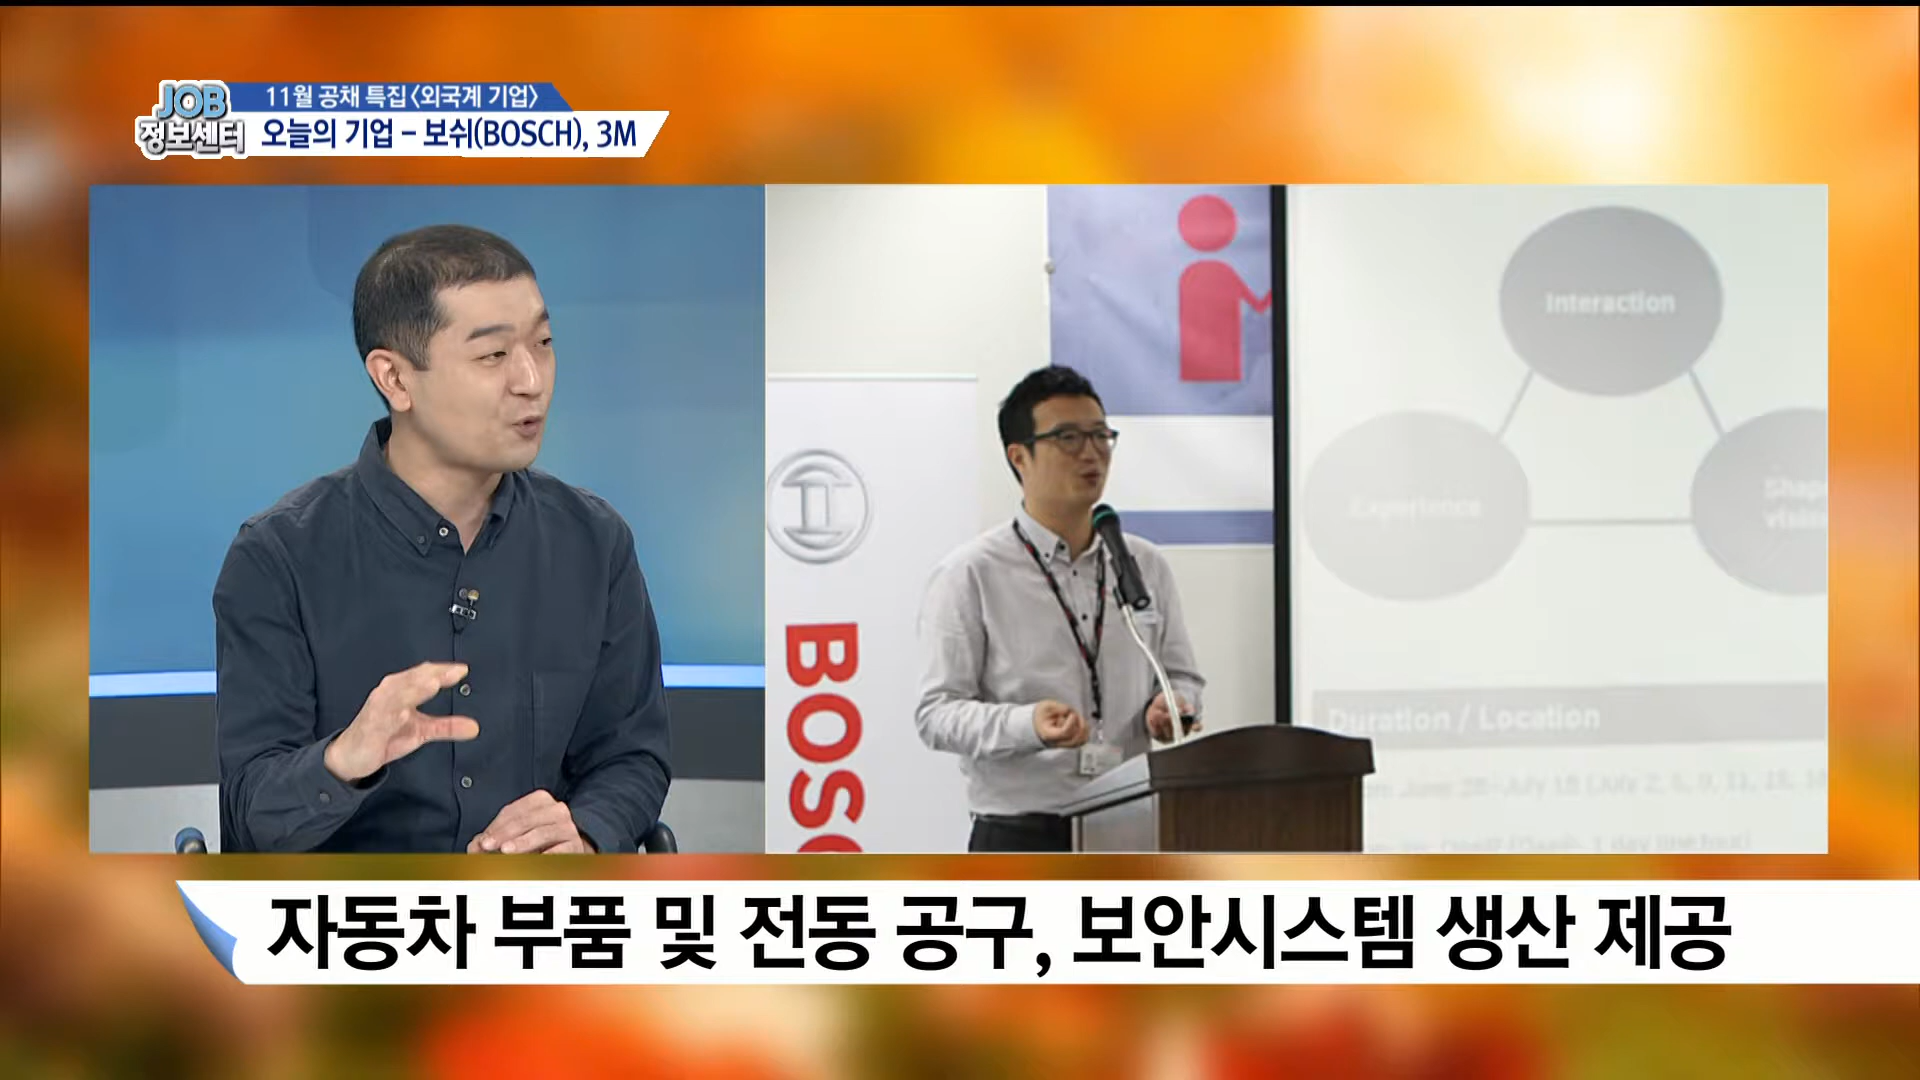 JOB
정보센터
11월 공채 특집〈외국계 기업〉
오늘의 기업 – 보쉬(BOSCH), 3M
Interaction
Experience
BOSC
Duration / Location
자동차 부품 및 전동 공구, 보안시스템 생산 제공